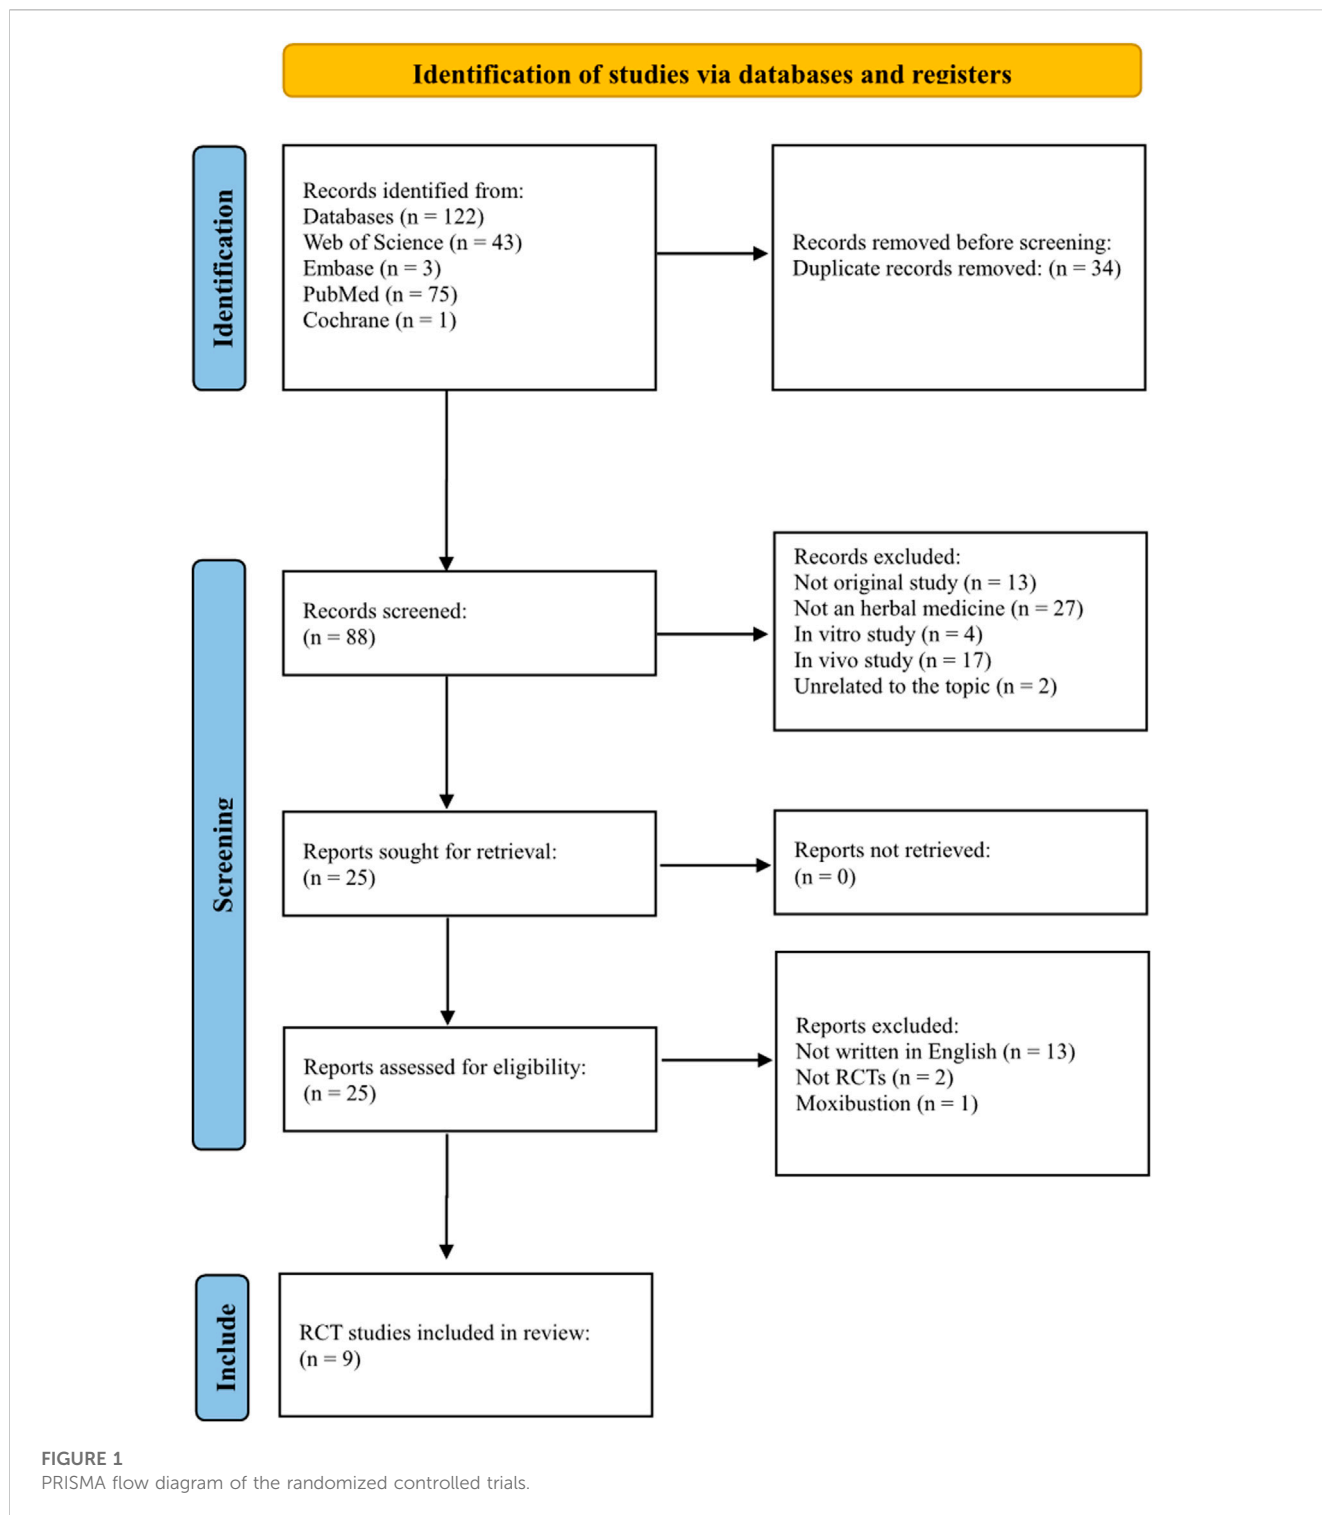 Identification of studies via databases and registers
Identification
Records identified from:
Databases (n = 122)
Web of Science (n = 43)
Embase (n = 3)
PubMed (n = 75)
Cochrane (n = 1)
Records removed before screening:
Duplicate records removed: (n = 34)
Screening
Records screened:
(n = 88)
Records excluded:
Not original study (n = 13)
Not an herbal medicine (n = 27)
In vitro study (n = 4)
In vivo study (n = 17)
Unrelated to the topic (n = 2)
Reports sought for retrieval:
(n = 25)
Reports not retrieved:
(n = 0)
Reports assessed for eligibility:
(n = 25)
Reports excluded:
Not written in English (n = 13)
Not RCTs (n = 2)
Moxibustion (n = 1)
Include
RCT studies included in review:
(n = 9)
FIGURE 1
PRISMA flow diagram of the randomized controlled trials.